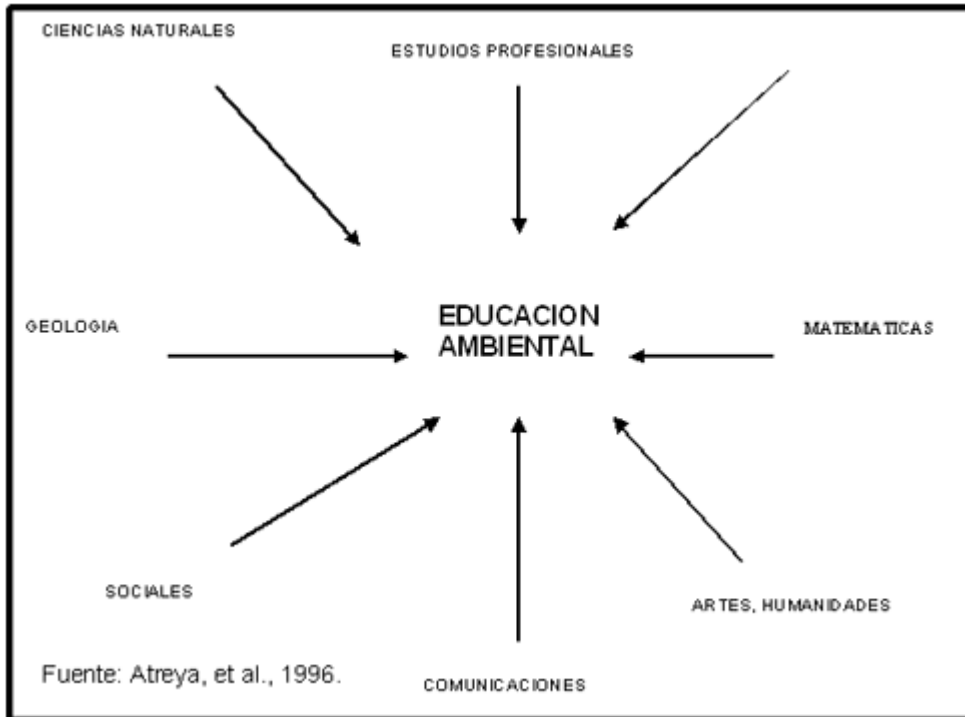 CIENCIAS NATURALES
ESTUDIOS PROFESIONALES
GEOLOGIA
EDUCACION
AMBIENTAL
MATEMATICAS
SOCIALES
ARTES, HUMANIDADES
Fuente: Atreya, et al., 1996.
COMUNICACIONES